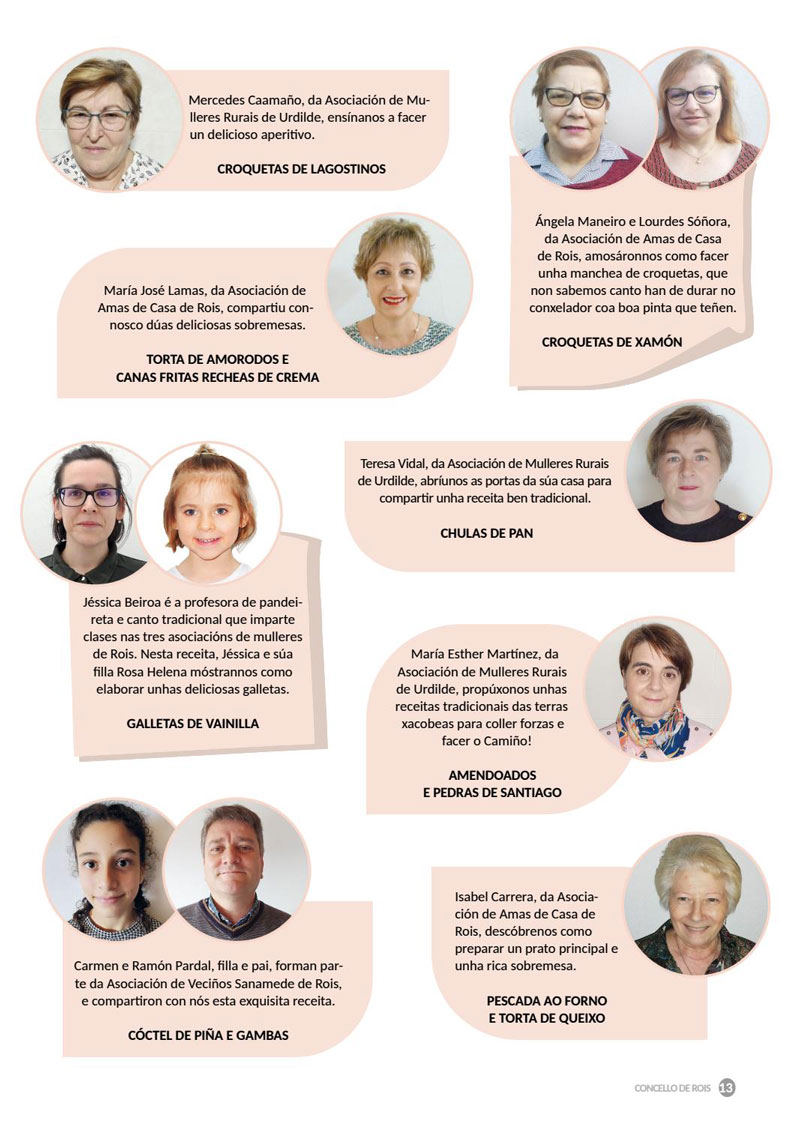 Mercedes Caamaño, da Asociación de Mu-
lleres Rurais de Urdilde, ensínanos a facer
un delicioso aperitivo.
CROQUETAS DE LAGOSTINOS
Ángela Maneiro e Lourdes Sóñora,
da Asociación de Amas de Casa
de Rois, amosáronnos como facer
unha manchea de croquetas, que
non sabemos canto han de durar no
conxelador coa boa pinta que teñen.
CROQUETAS DE XAMÓN
María José Lamas, da Asociación de
Amas de Casa de Rois, compartiu con-
nosco dúas deliciosas sobremesas.
TORTA DE AMORODOS E
CANAS FRITAS RECHEAS DE CREMA
Teresa Vidal, da Asociación de Mulleres Rurais
de Urdilde, abríunos as portas da súa casa para
compartir unha receita ben tradicional.
CHULAS DE PAN
Jéssica Beiroa é a profesora de pandei-
reta e canto tradicional que imparte
clases nas tres asociacións de mulleres
de Rois. Nesta receita, Jéssica e súa
filla Rosa Helena móstrannos como
elaborar unhas deliciosas galletas.
GALLETAS DE VAINILLA
María Esther Martínez, da
Asociación de Mulleres Rurais
de Urdilde, propúxonos unhas
receitas tradicionais das terras
xacobeas para coller forzas e
facer o Camiño!
AMENDOADOS
E PEDRAS DE SANTIAGO
Carmen e Ramón Pardal, filla e pai, forman par-
te da Asociación de Veciños Sanamede de Rois,
e compartiron con nós esta exquisita receita.
CÓCTEL DE PIÑA E GAMBAS
Isabel Carrera, da Asocia-
ción de Amas de Casa de
Rois, descóbrenos como
preparar un prato principal e
unha rica sobremesa.
PESCADA AO FORNO
E TORTA DE QUEIXO
CONCELLO DE ROIS 13